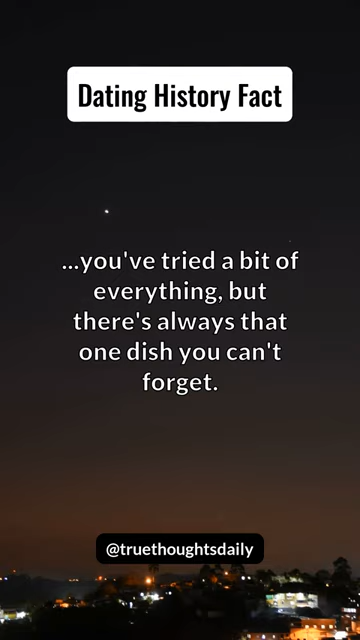 Dating History Fact
...you've tried a bit of
everything, but
there's always that
one dish you can't
forget.
@truethoughtsdaily